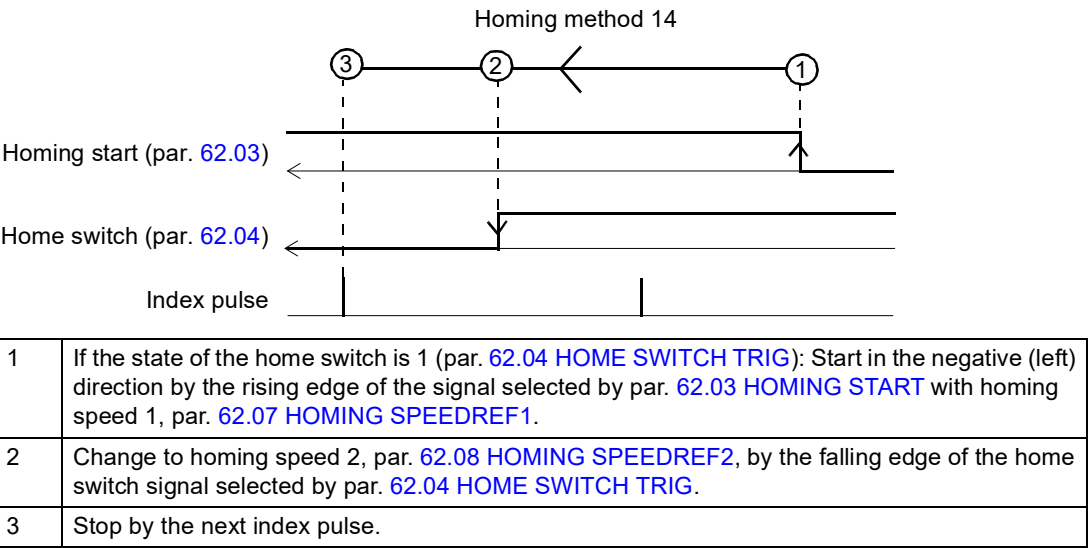 Homing method 14
3
2
1
Homing start (par. 62.03)
Home switch (par. 62.04)
Index pulse
1 If the state of the home switch is 1 (par. 62.04 HOME SWITCH TRIG): Start in the negative (left)
direction by the rising edge of the signal selected by par. 62.03 HOMING START with homing
speed 1, par. 62.07 HOMING SPEEDREF1.
2 Change to homing speed 2, par. 62.08 HOMING SPEEDREF2, by the falling edge of the home
switch signal selected by par. 62.04 HOME SWITCH TRIG.
3 Stop by the next index pulse.